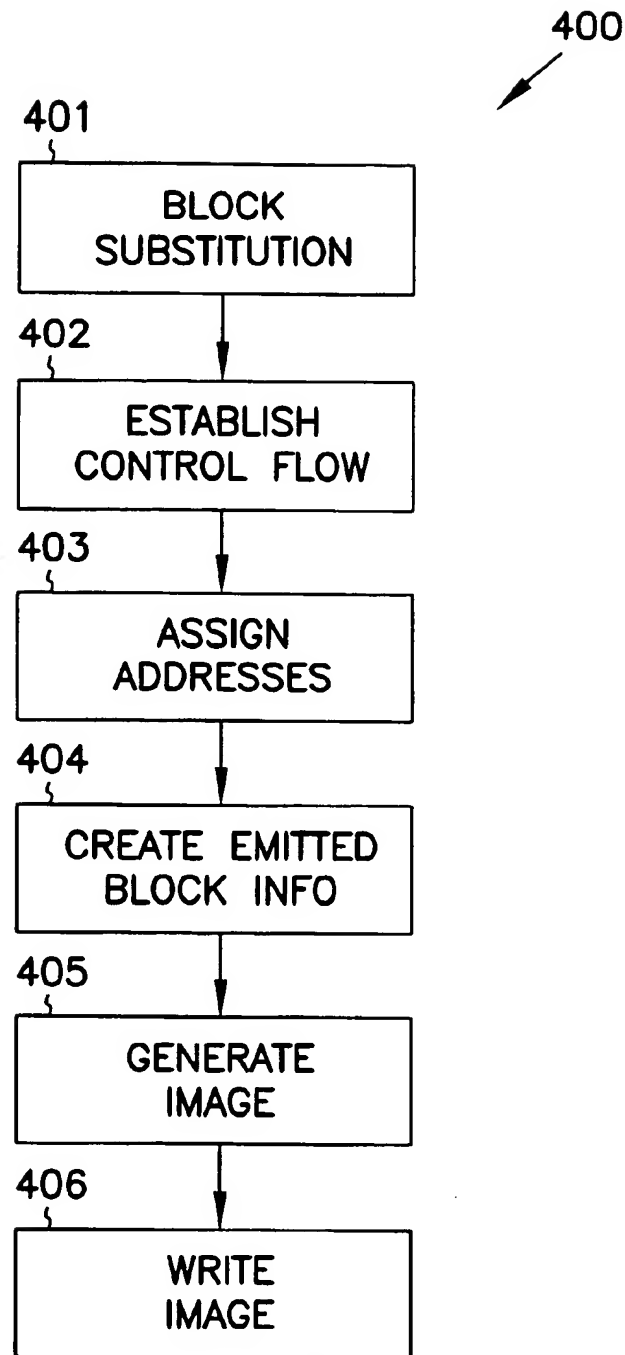 400
401
BLOCK
SUBSTITUTION
402
ESTABLISH
CONTROL FLOW
403
ASSIGN
ADDRESSES
404
CREATE EMITTED
BLOCK INFO
405
GENERATE
IMAGE
406
WRITE
IMAGE